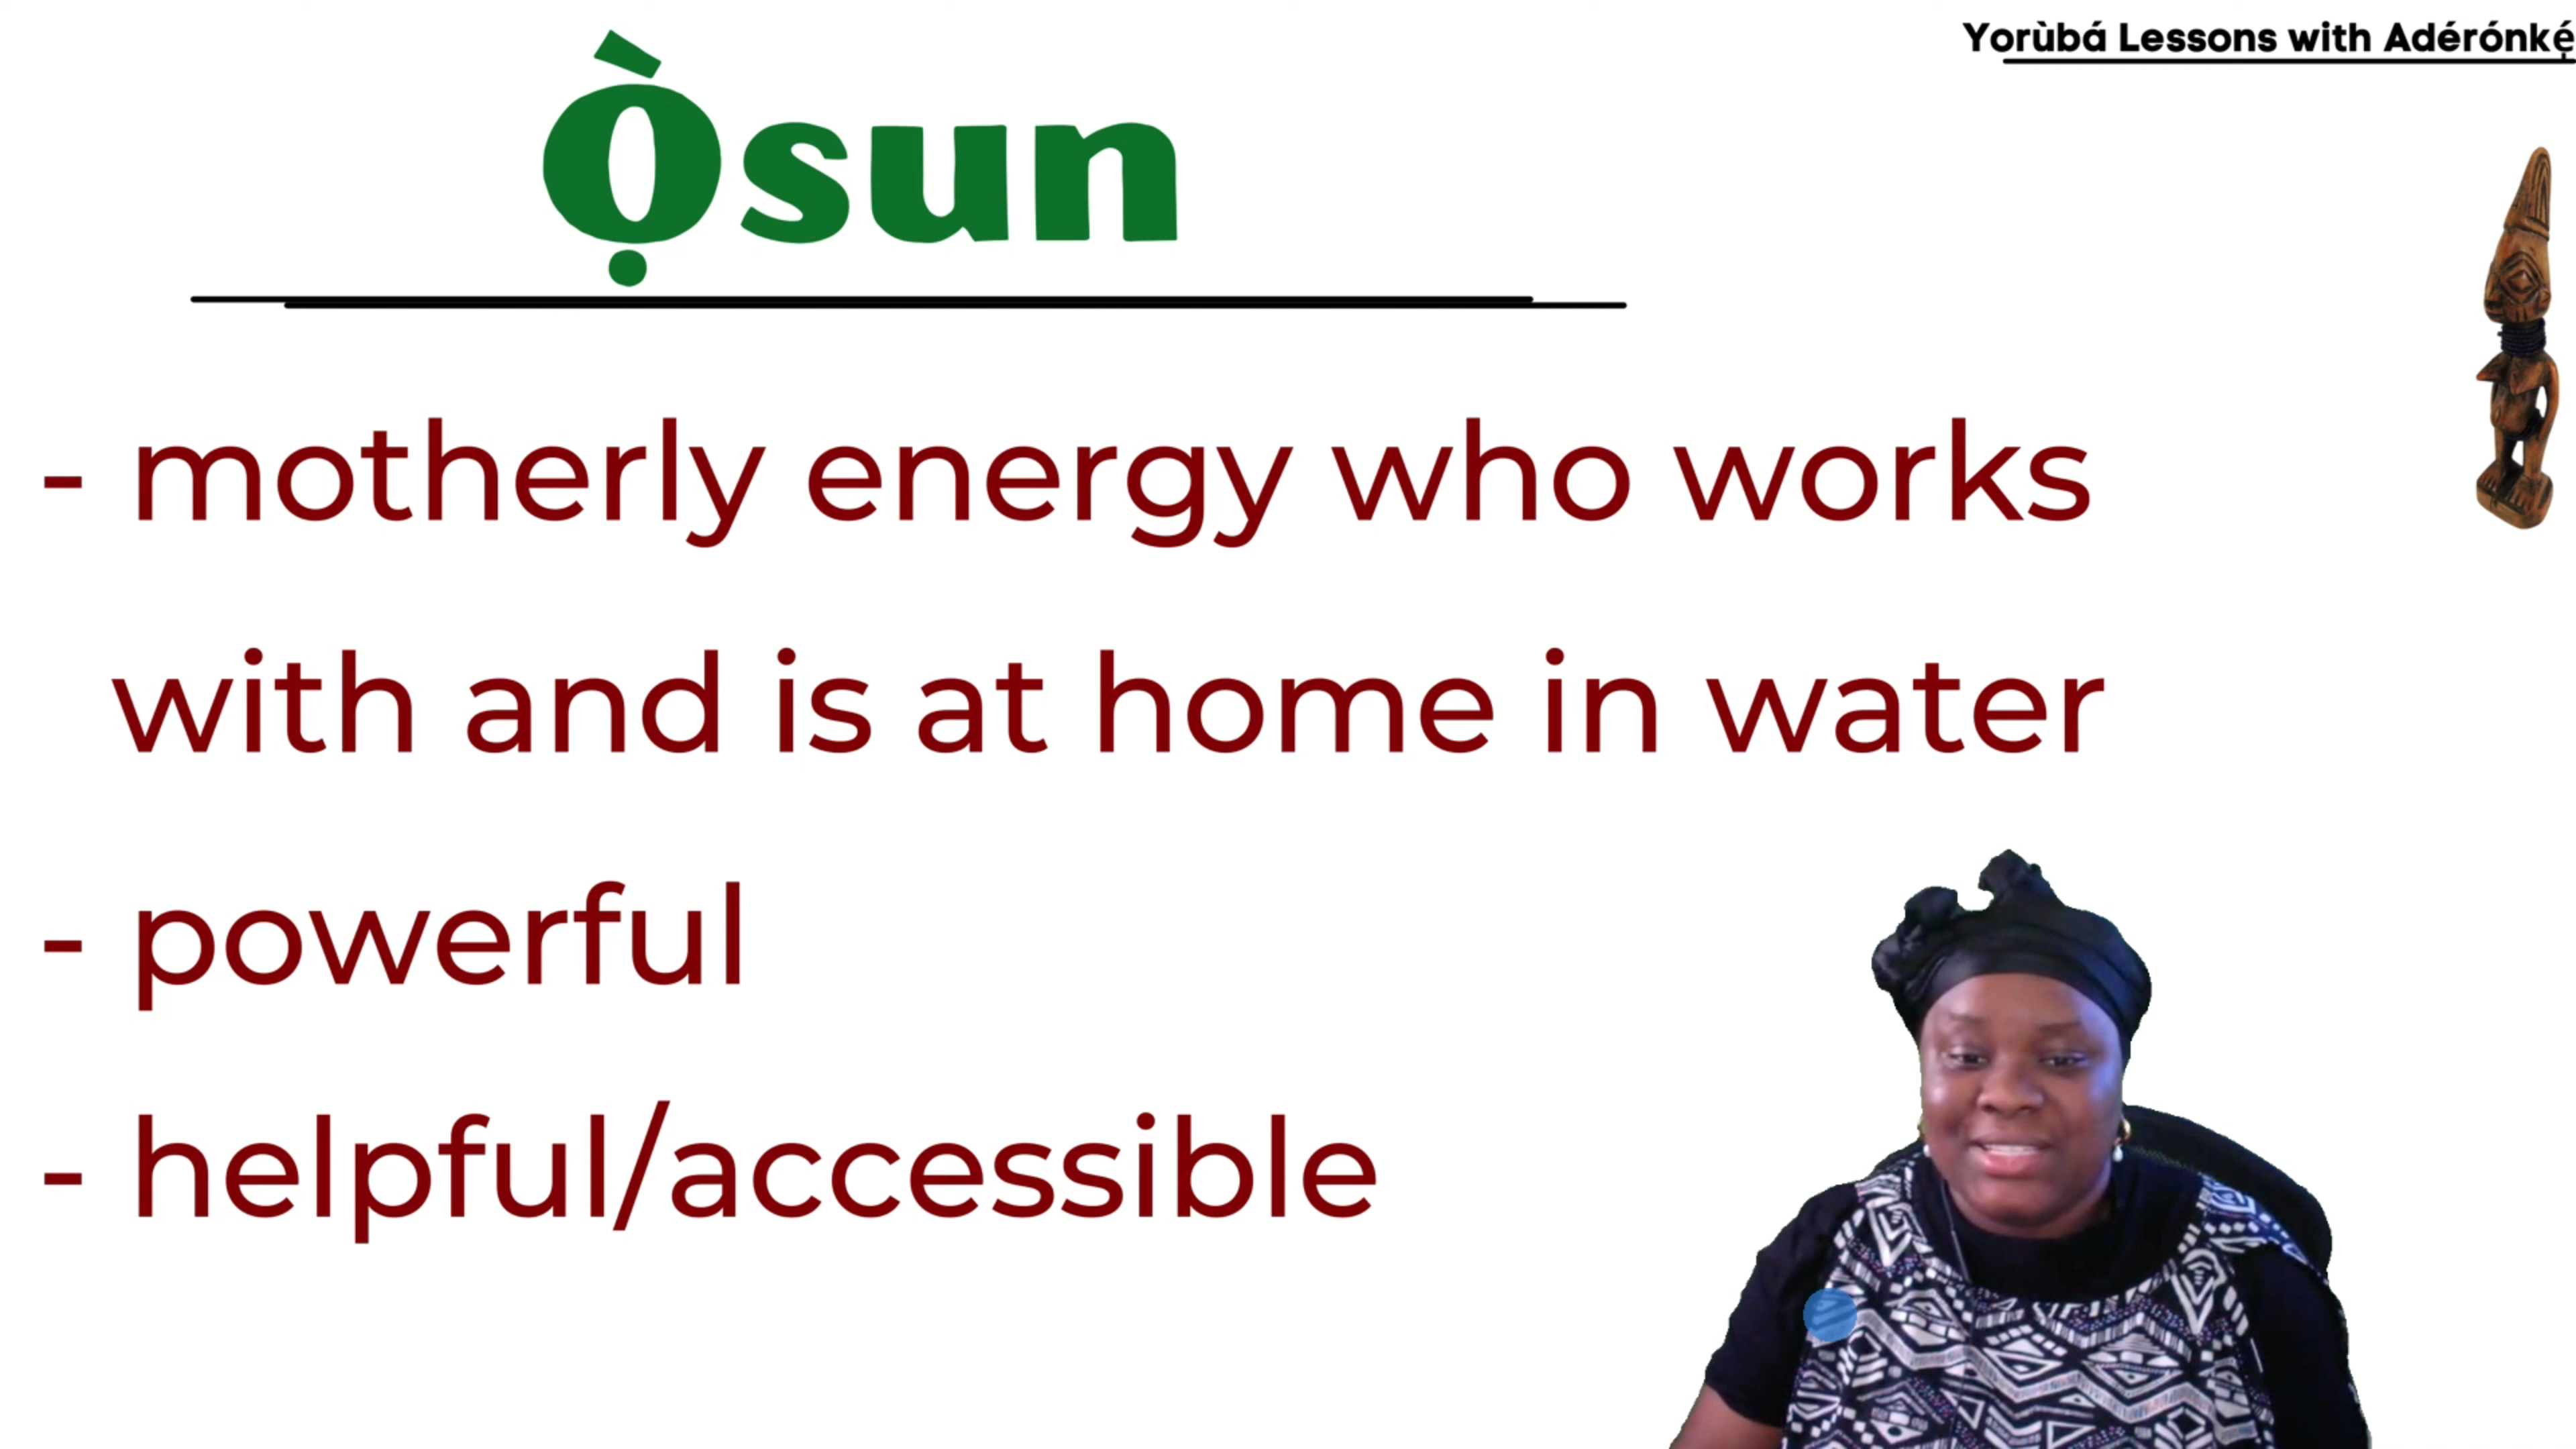 Yorùbá Lessons with Adérónkẹ́
Ọ̀sun
- motherly energy who works
with and is at home in water
- powerful
- helpful/accessible